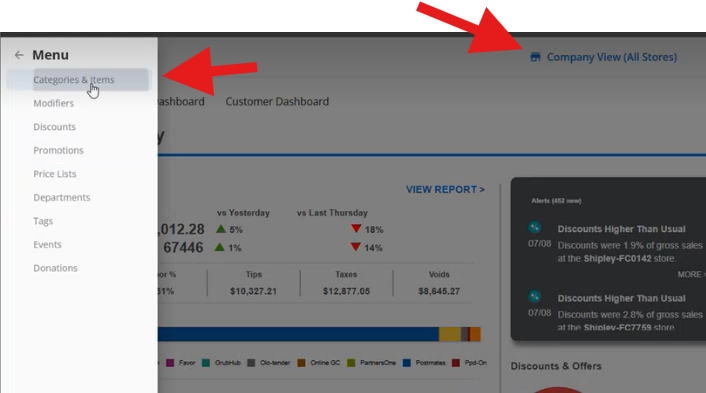 ← Menu
Company View (All Stores)
Categories & Items
Modifiers
Discounts
Promotions
Price Lists
Departments
Tags
Events
Donations
Customer Dashboard
VIEW REPORT >
vs Yesterday vs Last Thursday
,012.28 5% 18%
67446 1% 14%
Tips Taxes Voids
$10,327.21 $12,877.05 $8,645.27
Favor GrubHub Olo-tender Online GC PartnersOne Postmates Ppd-On
Alerts (452 new)
Discounts Higher Than Usual
07/08 Discounts were 1.9% of gross sales
at the Shipley-FC0142 store.
MORE >
Discounts Higher Than Usual
07/08 Discounts were 2.8% of gross sales
at the Shipley-FC7759 store
Discounts & Offers